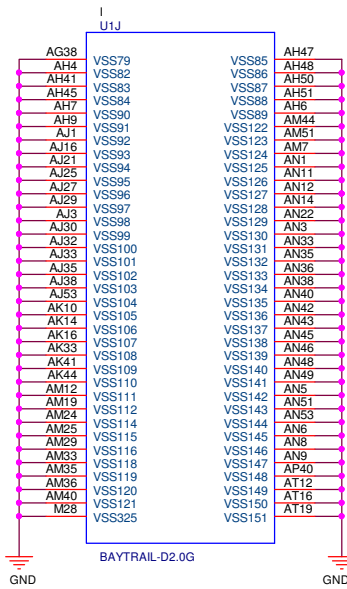 I
U1J
AG38 VSS79 VSS85 AH47
AH4 VSS82 VSS86 AH48
AH41 VSS83 VSS87 AH50
AH45 VSS84 VSS88 AH51
AH7 VSS90 VSS89 AH6
AH9 VSS91 VSS122 AM44
AJ1 VSS92 VSS123 AM51
AJ16 VSS93 VSS124 AM7
AJ21 VSS94 VSS125 AN1
AJ25 VSS95 VSS126 AN11
AJ27 VSS96 VSS127 AN12
AJ29 VSS97 VSS128 AN14
AJ3 VSS98 VSS129 AN22
AJ30 VSS99 VSS130 AN3
AJ32 VSS100 VSS131 AN33
AJ33 VSS101 VSS132 AN35
AJ35 VSS102 VSS133 AN36
AJ38 VSS103 VSS134 AN38
AJ53 VSS104 VSS135 AN40
AK10 VSS105 VSS136 AN42
AK14 VSS106 VSS137 AN43
AK16 VSS107 VSS138 AN45
AK33 VSS108 VSS139 AN46
AK41 VSS109 VSS140 AN48
AK44 VSS110 VSS141 AN49
AM12 VSS111 VSS142 AN5
AM19 VSS112 VSS143 AN51
AM24 VSS114 VSS144 AN53
AM25 VSS115 VSS145 AN6
AM29 VSS116 VSS146 AN8
AM33 VSS118 VSS147 AN9
AM35 VSS119 VSS148 AP40
AM36 VSS120 VSS149 AT12
AM40 VSS121 VSS150 AT16
M28 VSS325 VSS151 AT19
BAYTRAIL-D2.0G
GND GND